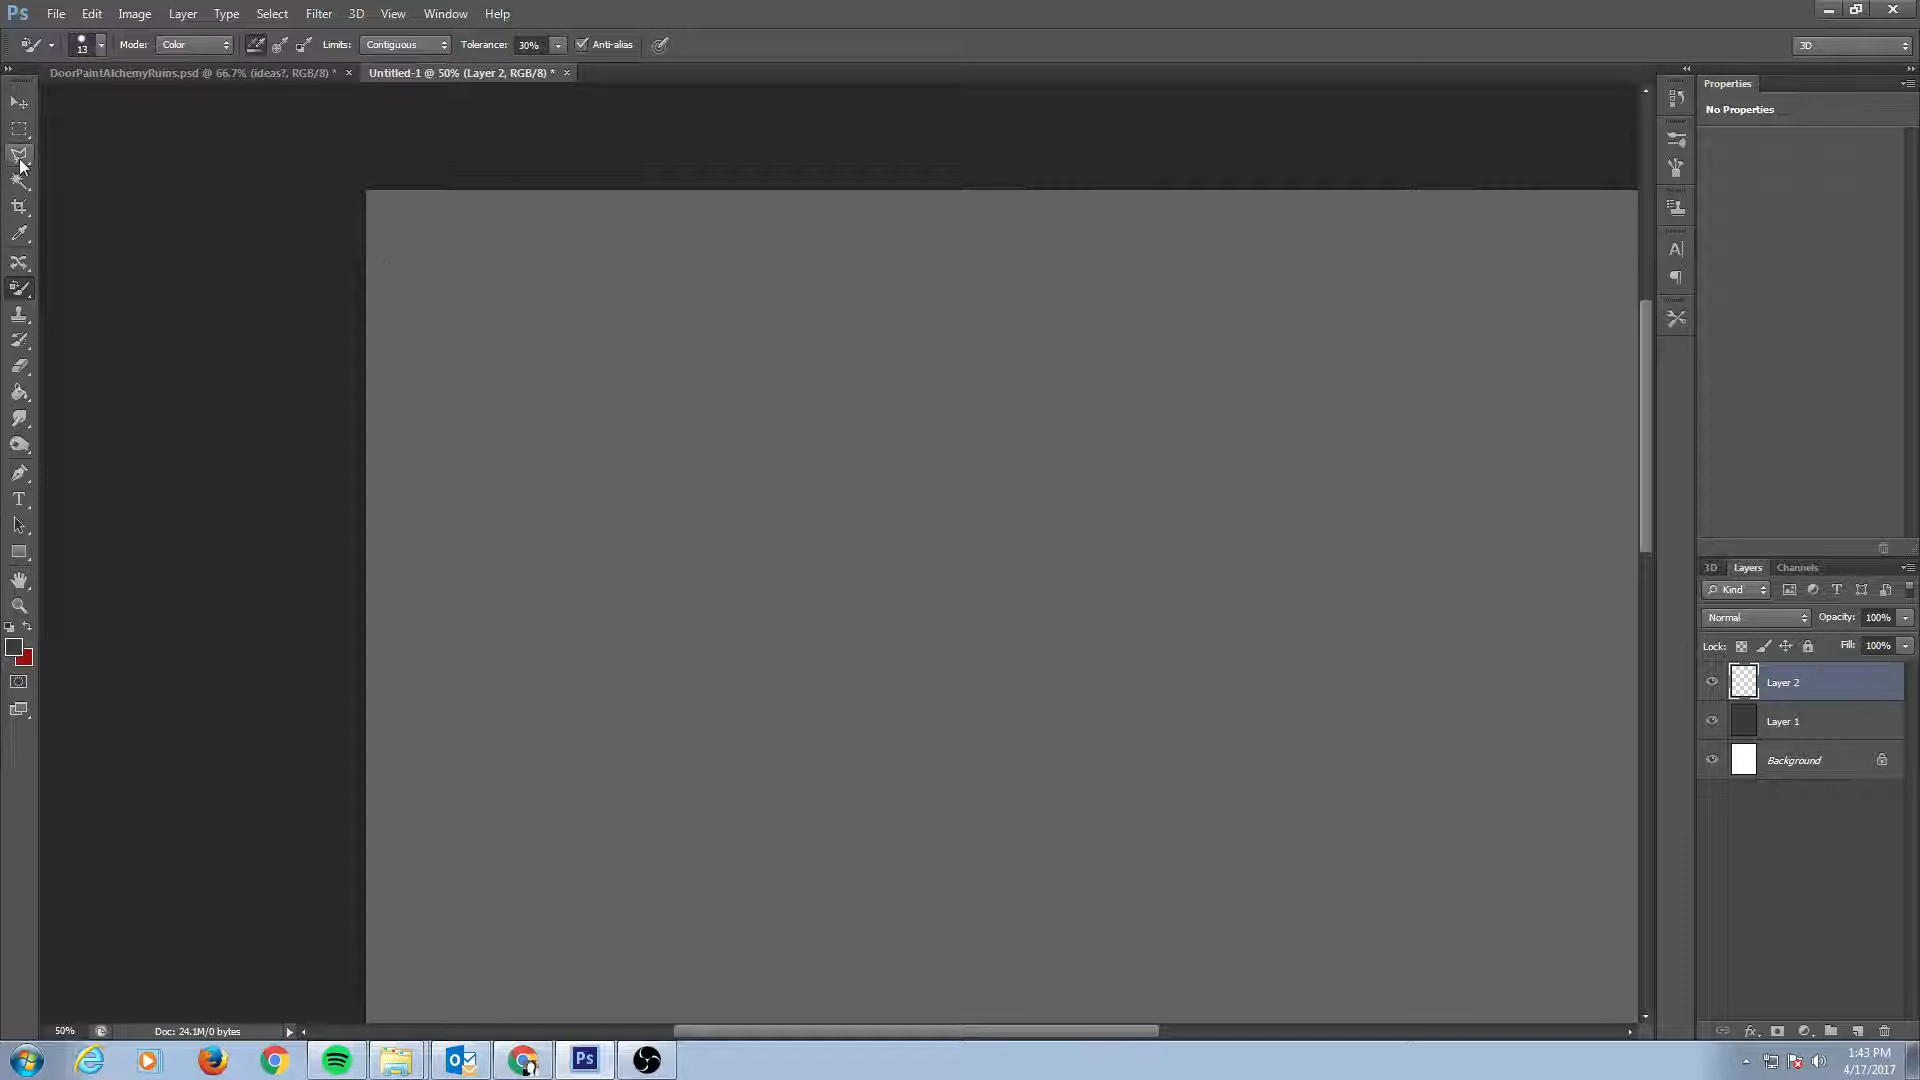 Ps File Edit Image Layer Type Select Filter 3D View Window Help
13 Mode: Color Limits: Contiguous Tolerance: 30% Anti-alias 3D
DoorPaintAlchemyRuins.psd @ 66.7% (ideas?, RGB/8) * × Untitled-1 @ 50% (Layer 2, RGB/8) * ×
Properties
No Properties
3D Layers Channels
Kind
Normal Opacity: 100%
Lock: Fill: 100%
Layer 2
Layer 1
Background
50% Doc: 24.1M/0 bytes
Ps
1:43 PM
4/17/2017